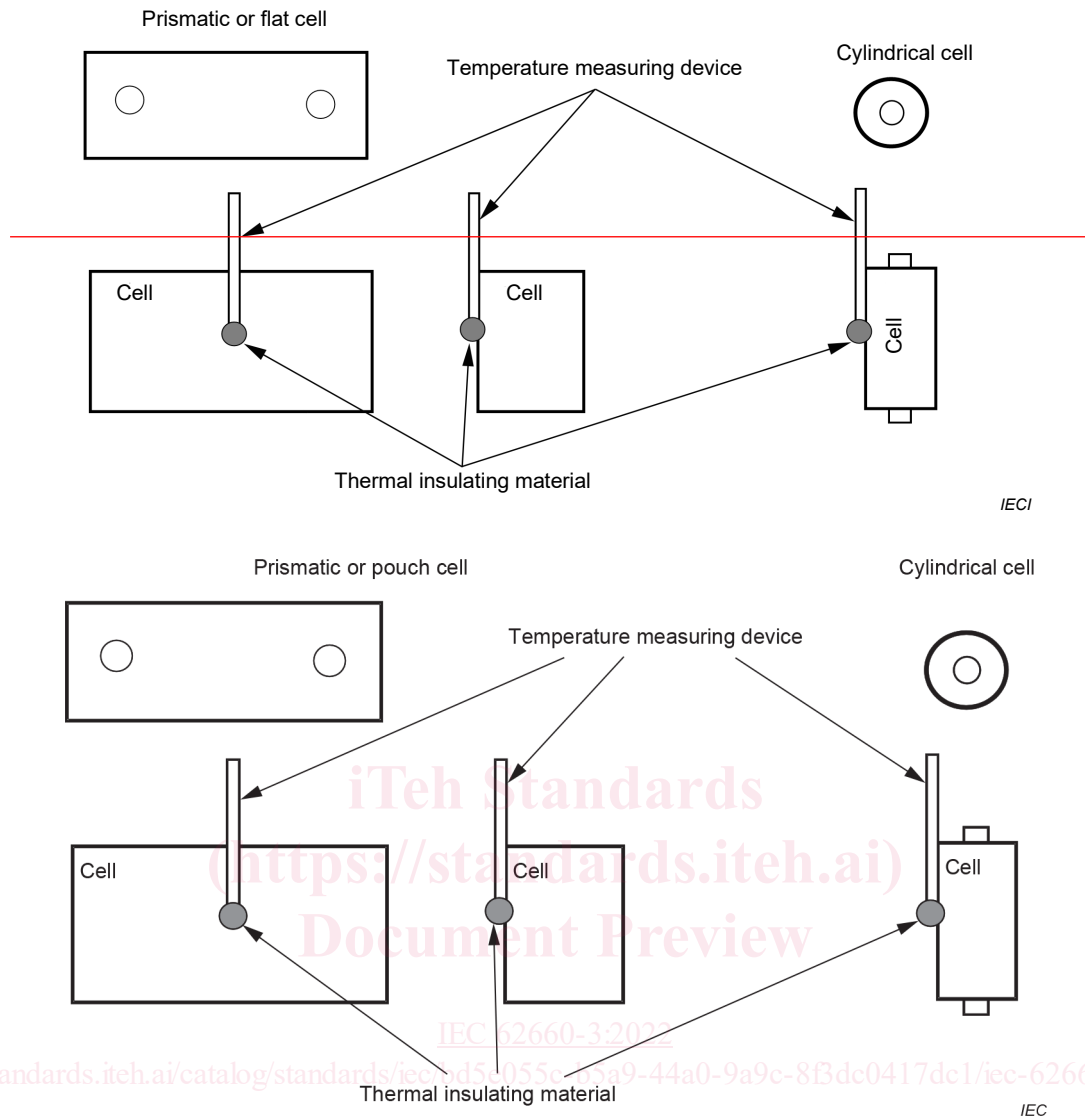 Prismatic or flat cell
Cylindrical cell
Temperature measuring device
Cell
Cell
Cell
Thermal insulating material
IECI
Prismatic or pouch cell
Cylindrical cell
Temperature measuring device
iTeh Standards
(https://standards.iteh.ai)
Cell
Cell
Cell
Document Preview
IEC 62660-3:2022
andards.iteh.ai/catalog/standards/iec/bd5c055c-b5a9-44a0-9a9c-8f3dc0417dc1/iec-6266
Thermal insulating material
IEC